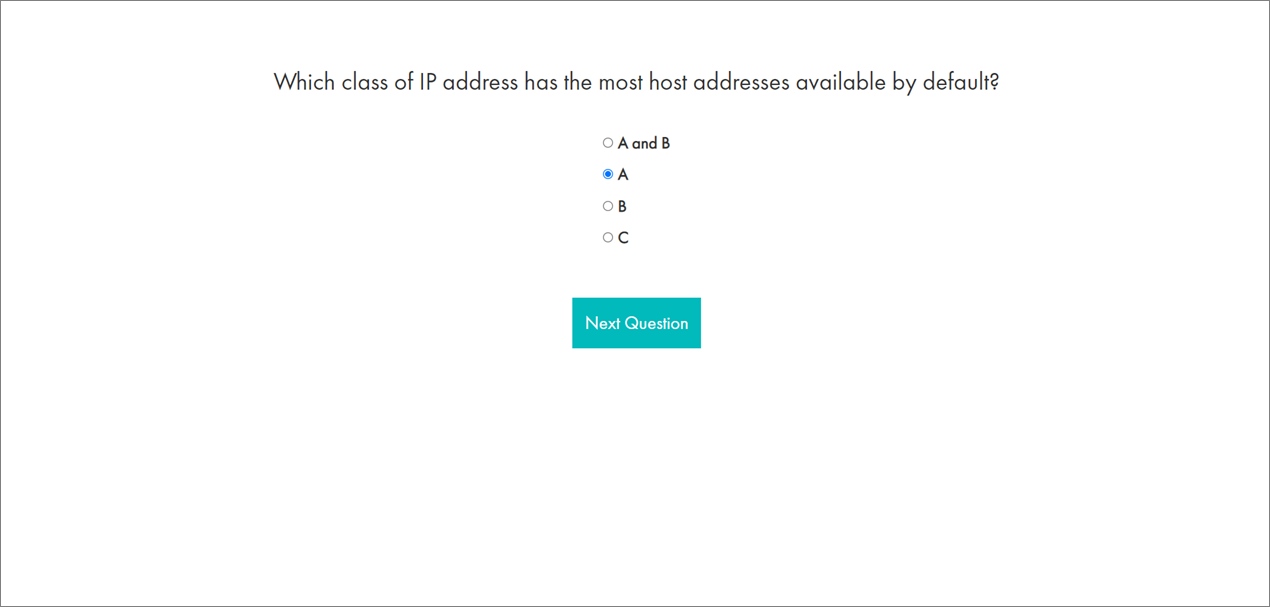 Which class of IP address has the most host addresses available by default?
A and B
A
B
C
Next Question